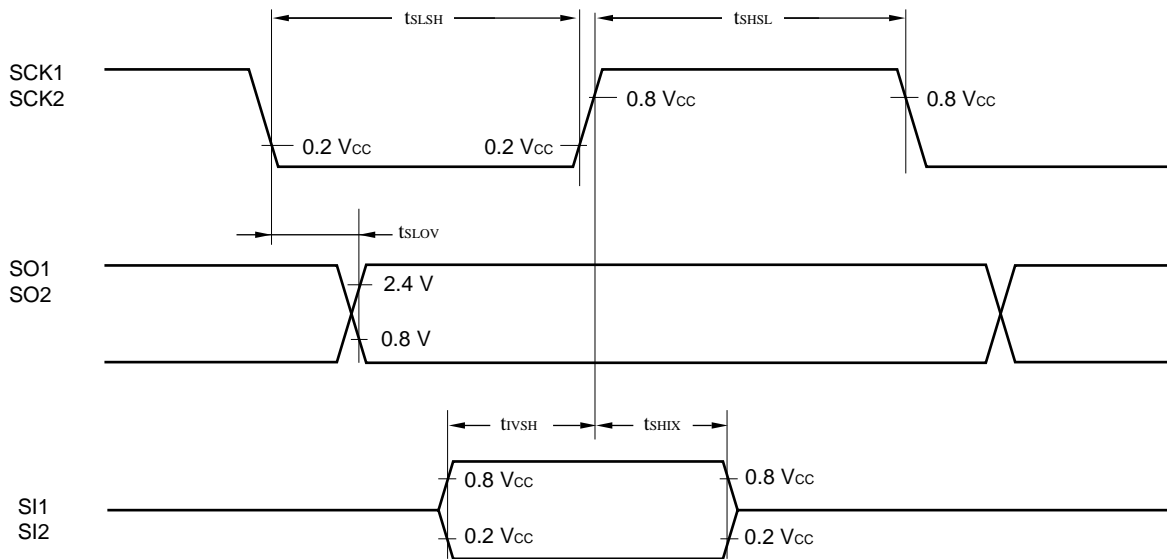 tSLSH tSHSL
SCK1
SCK2
0.8 VCC 0.8 VCC
0.2 VCC 0.2 VCC
tSLOV
SO1
SO2
2.4 V
0.8 V
tIVSH tSHIX
0.8 VCC 0.8 VCC
SI1
SI2
0.2 VCC 0.2 VCC